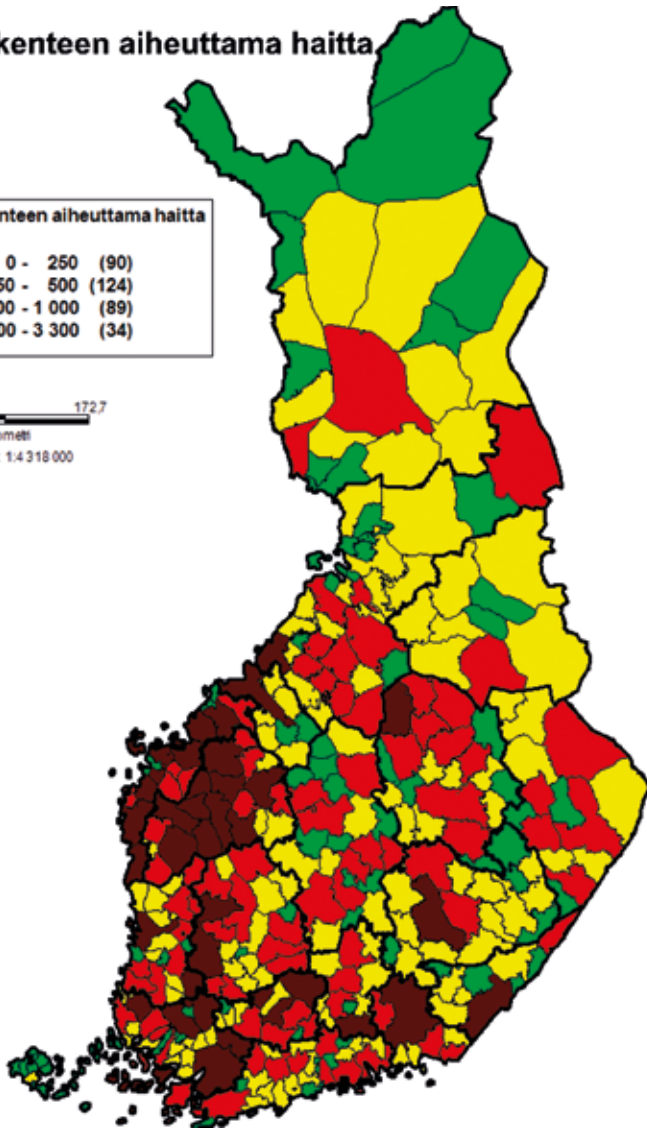 kenteen aiheuttama haitta
nteen aiheuttama haitta
0 - 250 (90)
50 - 500 (124)
00 - 1 000 (89)
00 - 3 300 (34)
172,7
ometri
: 1:4 318 000